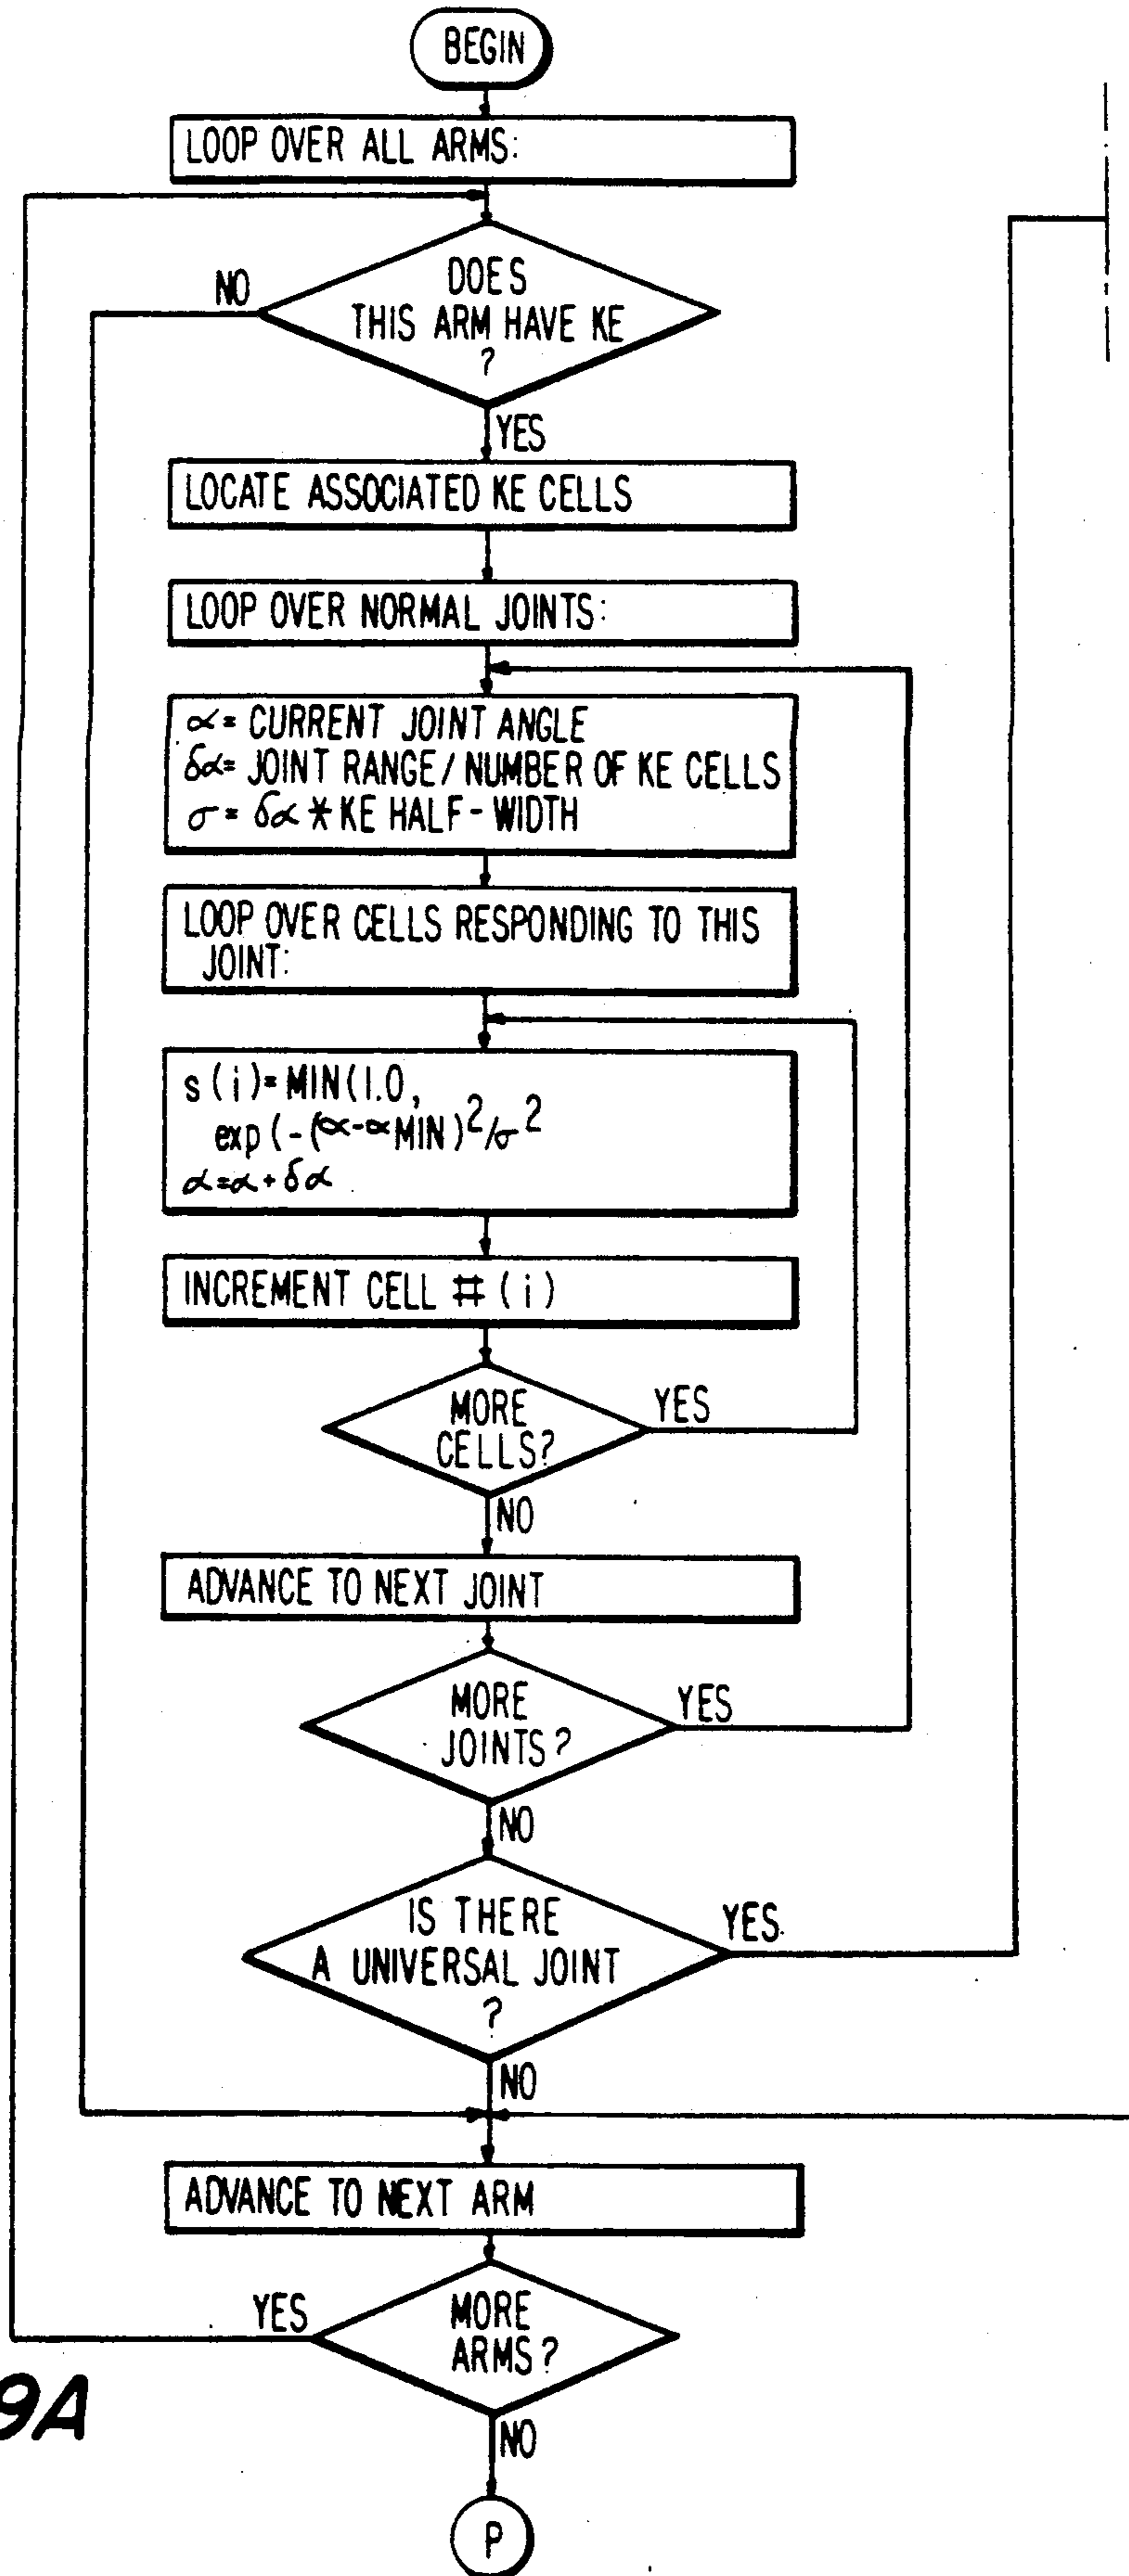 BEGIN
LOOP OVER ALL ARMS:
DOES
THIS ARM HAVE KE
?
NO
YES
LOCATE ASSOCIATED KE CELLS
LOOP OVER NORMAL JOINTS:
α = CURRENT JOINT ANGLE
δα = JOINT RANGE / NUMBER OF KE CELLS
σ = δα * KE HALF-WIDTH
LOOP OVER CELLS RESPONDING TO THIS
JOINT:
s(i) = MIN(1.0,
exp(-(α-αMIN)²/σ²
α=α+δα
INCREMENT CELL #(i)
MORE
CELLS?
YES
NO
ADVANCE TO NEXT JOINT
MORE
JOINTS?
YES
NO
IS THERE
A UNIVERSAL JOINT
?
YES
NO
ADVANCE TO NEXT ARM
MORE
ARMS?
YES
NO
9A
P